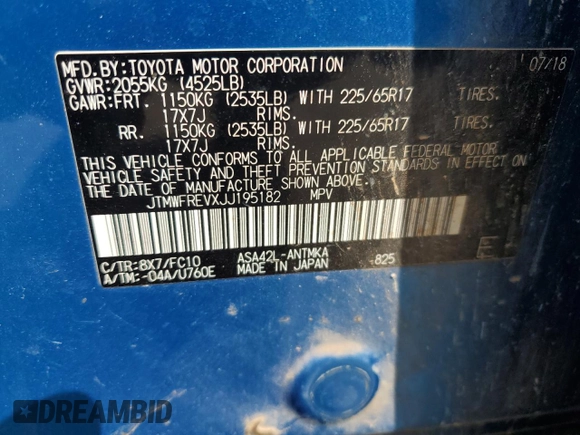 MFD.BY:TOYOTA MOTOR CORPORATION 07/18
GVWR:2055KG (4525LB)
GAWR:FRT. 1150KG (2535LB) WITH 225/65R17 TIRES.
17X7J RIMS.
RR. 1150KG (2535LB) WITH 225/65R17 TIRES.
17X7J RIMS.
THIS VEHICLE CONFORMS TO ALL APPLICABLE FEDERAL MOTOR
VEHICLE SAFETY AND THEFT PREVENTION STANDARDS IN EFFECT ON
THE DATE OF MANUFACTURE SHOWN ABOVE.
JTMWFREVXJJ195182 MPV
C/TR:8X7/FC10 ASA42L-ANTMKA
A/TM:-04A/U760E MADE IN JAPAN 825
DREAMBID